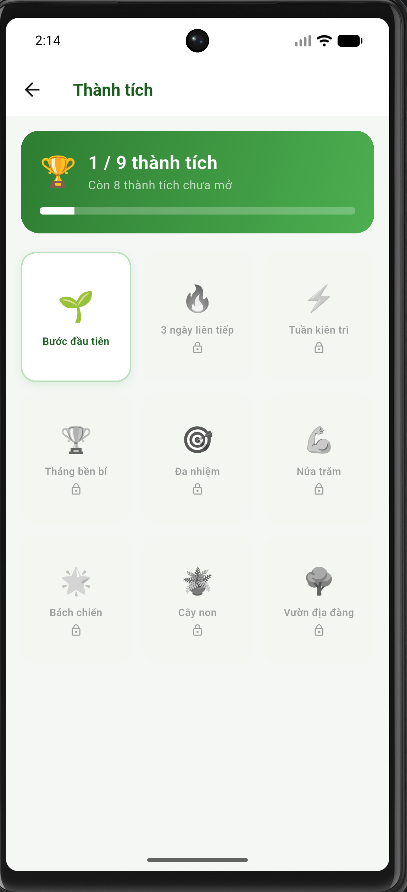 2:14
Thành tích
1 / 9 thành tích
Còn 8 thành tích chưa mở
Bước đầu tiên
3 ngày liên tiếp
Tuần kiên trì
Tháng bền bỉ
Đa nhiệm
Nửa trăm
Bách chiến
Cây non
Vườn địa đàng